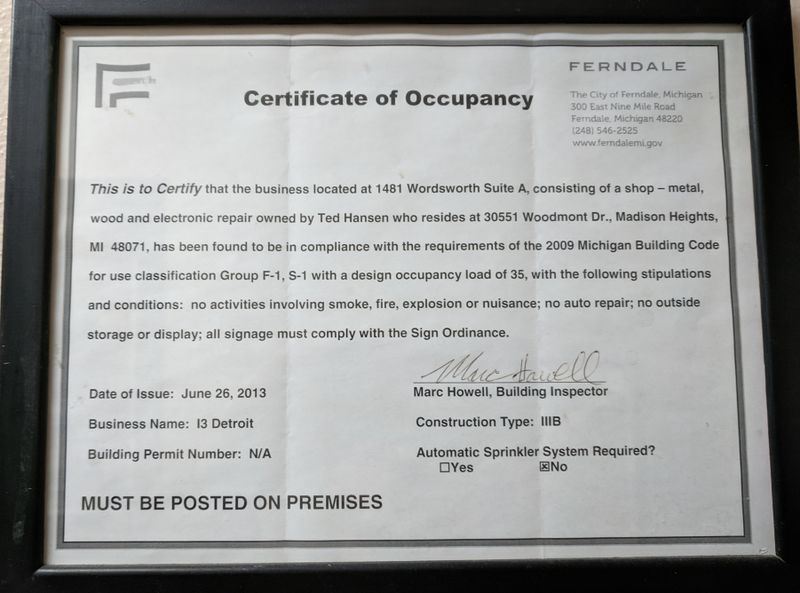 FERNDALE
Certificate of Occupancy
The City of Ferndale, Michigan
300 East Nine Mile Road
Ferndale, Michigan 48220
(248) 546-2525
www.ferndalemi.gov
This is to Certify that the business located at 1481 Wordsworth Suite A, consisting of a shop – metal,
wood and electronic repair owned by Ted Hansen who resides at 30551 Woodmont Dr., Madison Heights,
MI 48071, has been found to be in compliance with the requirements of the 2009 Michigan Building Code
for use classification Group F-1, S-1 with a design occupancy load of 35, with the following stipulations
and conditions: no activities involving smoke, fire, explosion or nuisance; no auto repair; no outside
storage or display; all signage must comply with the Sign Ordinance.
Marc Howell
Date of Issue: June 26, 2013
Marc Howell, Building Inspector
Business Name: I3 Detroit
Construction Type: IIIB
Building Permit Number: N/A
Automatic Sprinkler System Required?
☐Yes ☒No
MUST BE POSTED ON PREMISES